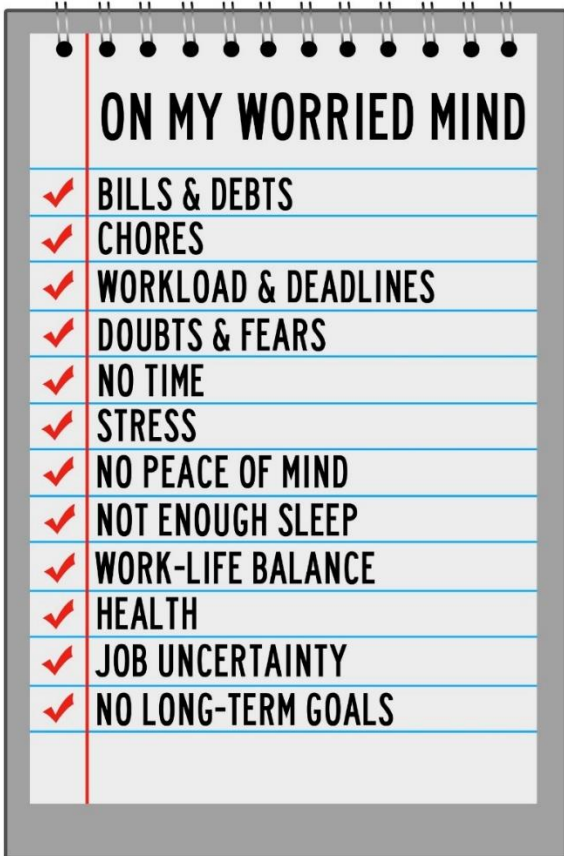 ON MY WORRIED MIND
BILLS & DEBTS
CHORES
WORKLOAD & DEADLINES
DOUBTS & FEARS
NO TIME
STRESS
NO PEACE OF MIND
NOT ENOUGH SLEEP
WORK-LIFE BALANCE
HEALTH
JOB UNCERTAINTY
NO LONG-TERM GOALS